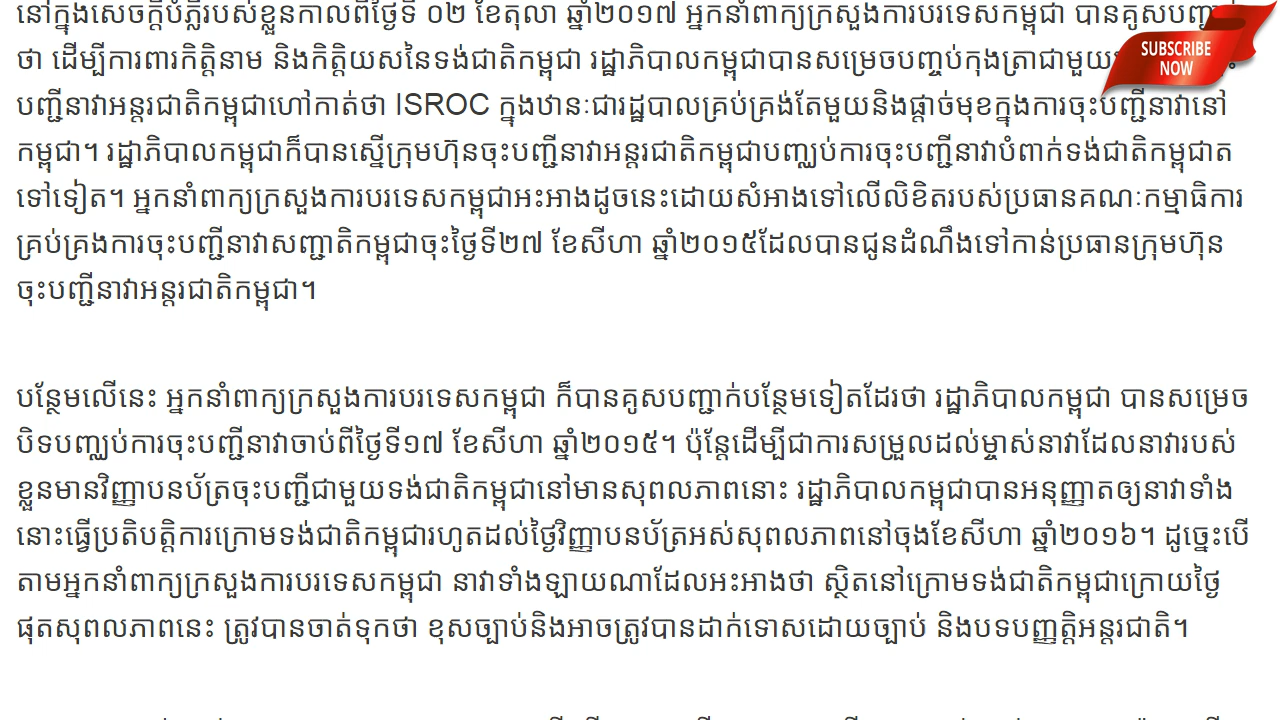 នៅក្នុងសេចក្តីបំភ្លឺរបស់ខ្លួនកាលពីថ្ងៃទី ០២ ខែតុលា ឆ្នាំ២០១៧ អ្នកនាំពាក្យក្រសួងការបរទេសកម្ពុជា បានគូសបញ្ជាក់
ថា ដើម្បីការពារកិត្តិនាម និងកិត្តិយសនៃទង់ជាតិកម្ពុជា រដ្ឋាភិបាលកម្ពុជាបានសម្រេចបញ្ចប់កុងត្រាជាមួយ
SUBSCRIBE
NOW
បញ្ជីនាវាអន្តរជាតិកម្ពុជាហៅកាត់ថា ISROC ក្នុងឋានៈជារដ្ឋបាលគ្រប់គ្រង់តែមួយនិងផ្តាច់មុខក្នុងការចុះបញ្ជីនាវានៅ
កម្ពុជា។ រដ្ឋាភិបាលកម្ពុជាក៏បានស្នើក្រុមហ៊ុនចុះបញ្ជីនាវាអន្តរជាតិកម្ពុជាបញ្ឈប់ការចុះបញ្ជីនាវាបំពាក់ទង់ជាតិកម្ពុជាត
ទៅទៀត។ អ្នកនាំពាក្យក្រសួងការបរទេសកម្ពុជាអះអាងដូចនេះដោយសំអាងទៅលើលិខិតរបស់ប្រធានគណៈកម្មាធិការ
គ្រប់គ្រងការចុះបញ្ជីនាវាសញ្ជាតិកម្ពុជាចុះថ្ងៃទី២៧ ខែសីហា ឆ្នាំ២០១៥ដែលបានជូនដំណឹងទៅកាន់ប្រធានក្រុមហ៊ុន
ចុះបញ្ជីនាវាអន្តរជាតិកម្ពុជា។
បន្ថែមលើនេះ អ្នកនាំពាក្យក្រសួងការបរទេសកម្ពុជា ក៏បានគូសបញ្ជាក់បន្ថែមទៀតដែរថា រដ្ឋាភិបាលកម្ពុជា បានសម្រេច
បិទបញ្ឈប់ការចុះបញ្ជីនាវាចាប់ពីថ្ងៃទី១៧ ខែសីហា ឆ្នាំ២០១៥។ ប៉ុន្តែដើម្បីជាការសម្រួលដល់ម្ចាស់នាវាដែលនាវារបស់
ខ្លួនមានវិញ្ញាបនប័ត្រចុះបញ្ជីជាមួយទង់ជាតិកម្ពុជានៅមានសុពលភាពនោះ រដ្ឋាភិបាលកម្ពុជាបានអនុញ្ញាតឲ្យនាវាទាំង
នោះធ្វើប្រតិបត្តិការក្រោមទង់ជាតិកម្ពុជារហូតដល់ថ្ងៃវិញ្ញាបនប័ត្រអស់សុពលភាពនៅចុងខែសីហា ឆ្នាំ២០១៦។ ដូច្នេះបើ
តាមអ្នកនាំពាក្យក្រសួងការបរទេសកម្ពុជា នាវាទាំងឡាយណាដែលអះអាងថា ស្ថិតនៅក្រោមទង់ជាតិកម្ពុជាក្រោយថ្ងៃ
ផុតសុពលភាពនេះ ត្រូវបានចាត់ទុកថា ខុសច្បាប់និងអាចត្រូវបានដាក់ទោសដោយច្បាប់ និងបទបញ្ញត្តិអន្តរជាតិ។